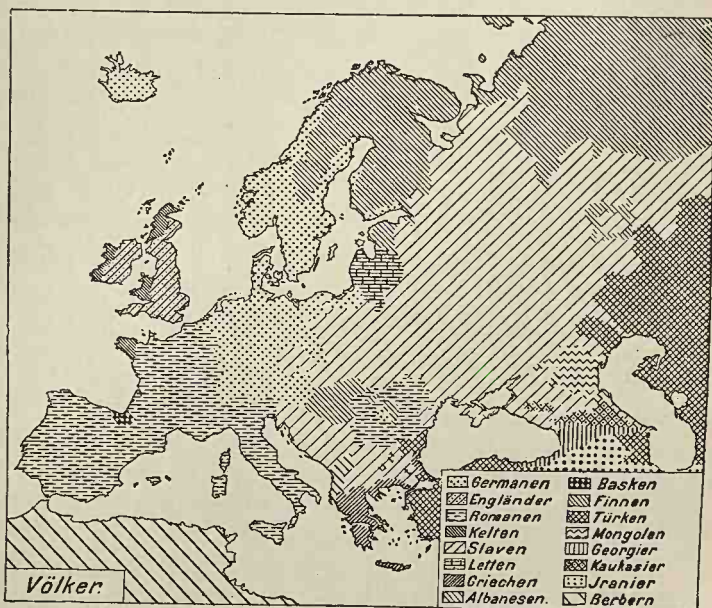 Völker.
Germanen
Engländer
Romanen
Kelten
Slaven
Letten
Griechen
Albanesen.
Basken
Finnen
Türken
Mongolen
Georgier
Kaukasier
Jranier
Berbern